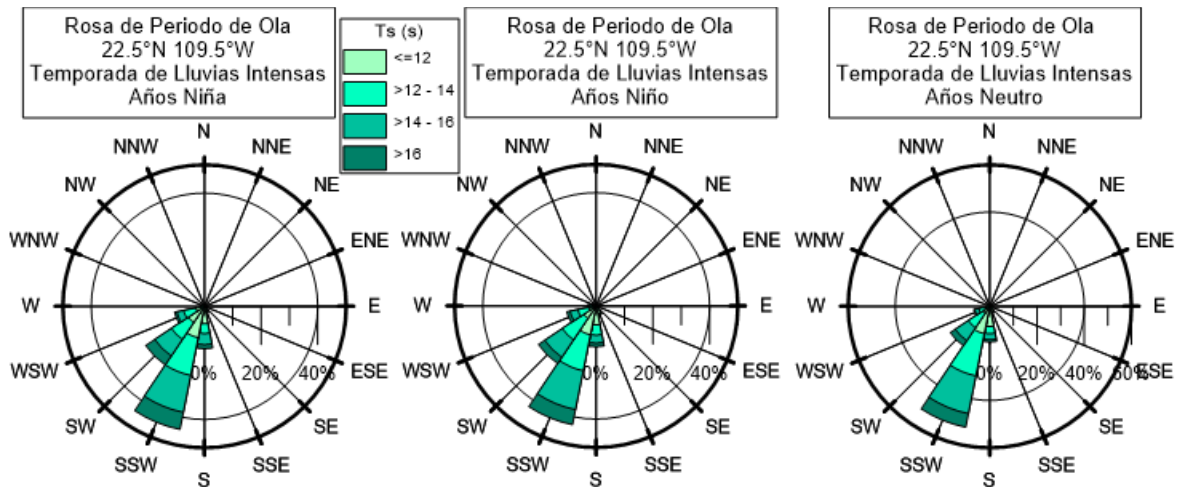 Rosa de Periodo de Ola
22.5°N 109.5°W
Temporada de Lluvias Intensas
Años Niña
Ts (s)
<=12
>12 - 14
>14 - 16
>16
Rosa de Periodo de Ola
22.5°N 109.5°W
Temporada de Lluvias Intensas
Años Niño
Rosa de Periodo de Ola
22.5°N 109.5°W
Temporada de Lluvias Intensas
Años Neutro
N
NNE
NE
ENE
E
ESE
SE
SSE
S
SSW
SW
WSW
W
WNW
NW
NNW
0%
20%
40%
N
NNE
NE
ENE
E
ESE
SE
SSE
S
SSW
SW
WSW
W
WNW
NW
NNW
0%
20%
40%
N
NNE
NE
ENE
E
ESE
SE
SSE
S
SSW
SW
WSW
W
WNW
NW
NNW
0%
20%
40%
60%